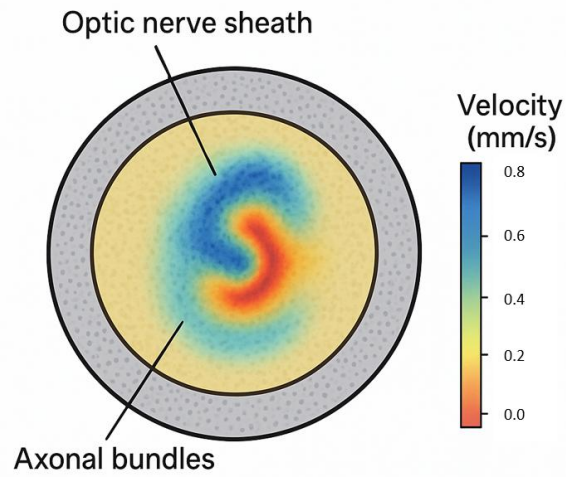 Optic nerve sheath
Velocity
(mm/s)
0.8
0.6
0.4
0.2
0.0
Axonal bundles